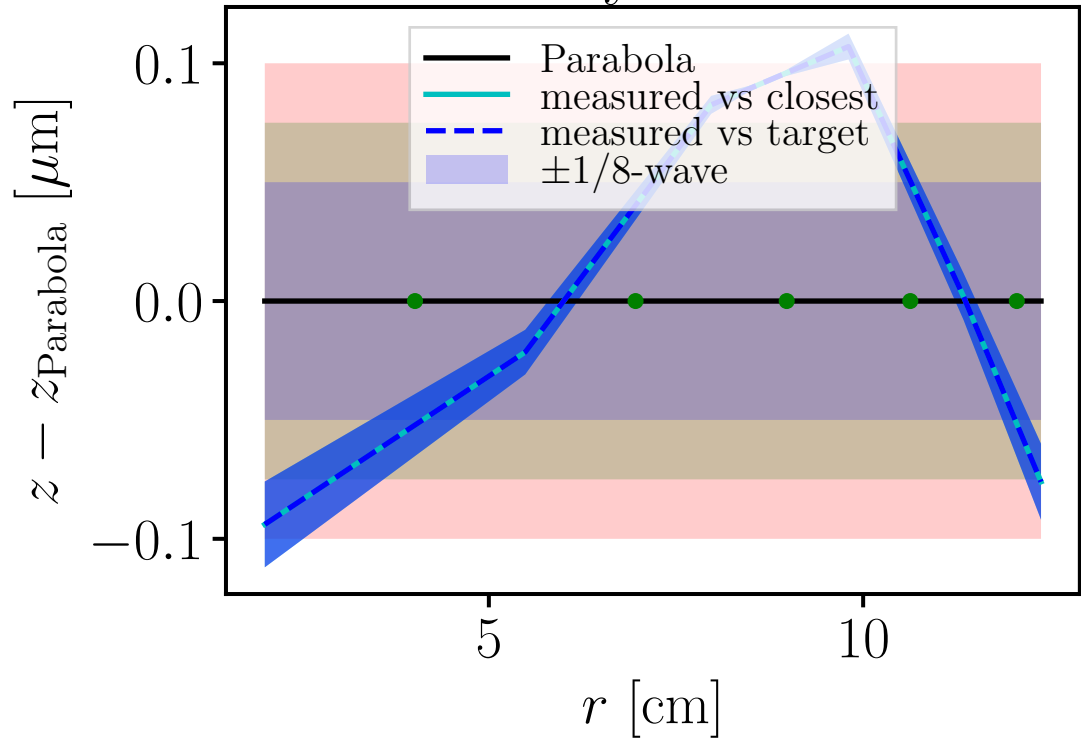 Parabola
measured vs closest
measured vs target
±1/8-wave
0.1
0.0
−0.1
z − zParabola [μm]
5 10
r [cm]